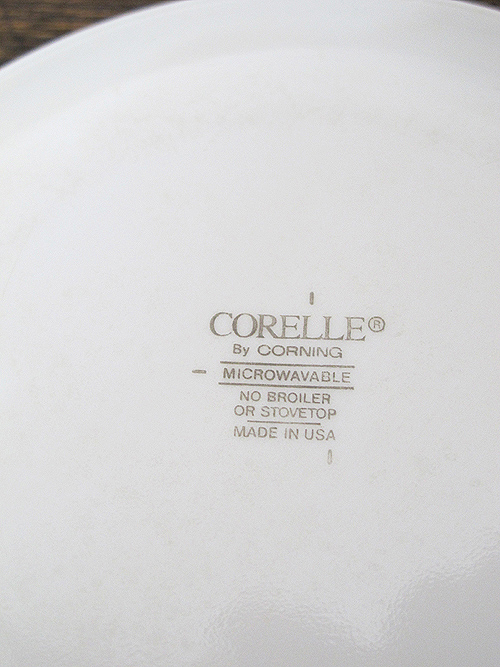 CORELLE®
By CORNING
MICROWAVABLE
NO BROILER
OR STOVETOP
MADE IN USA